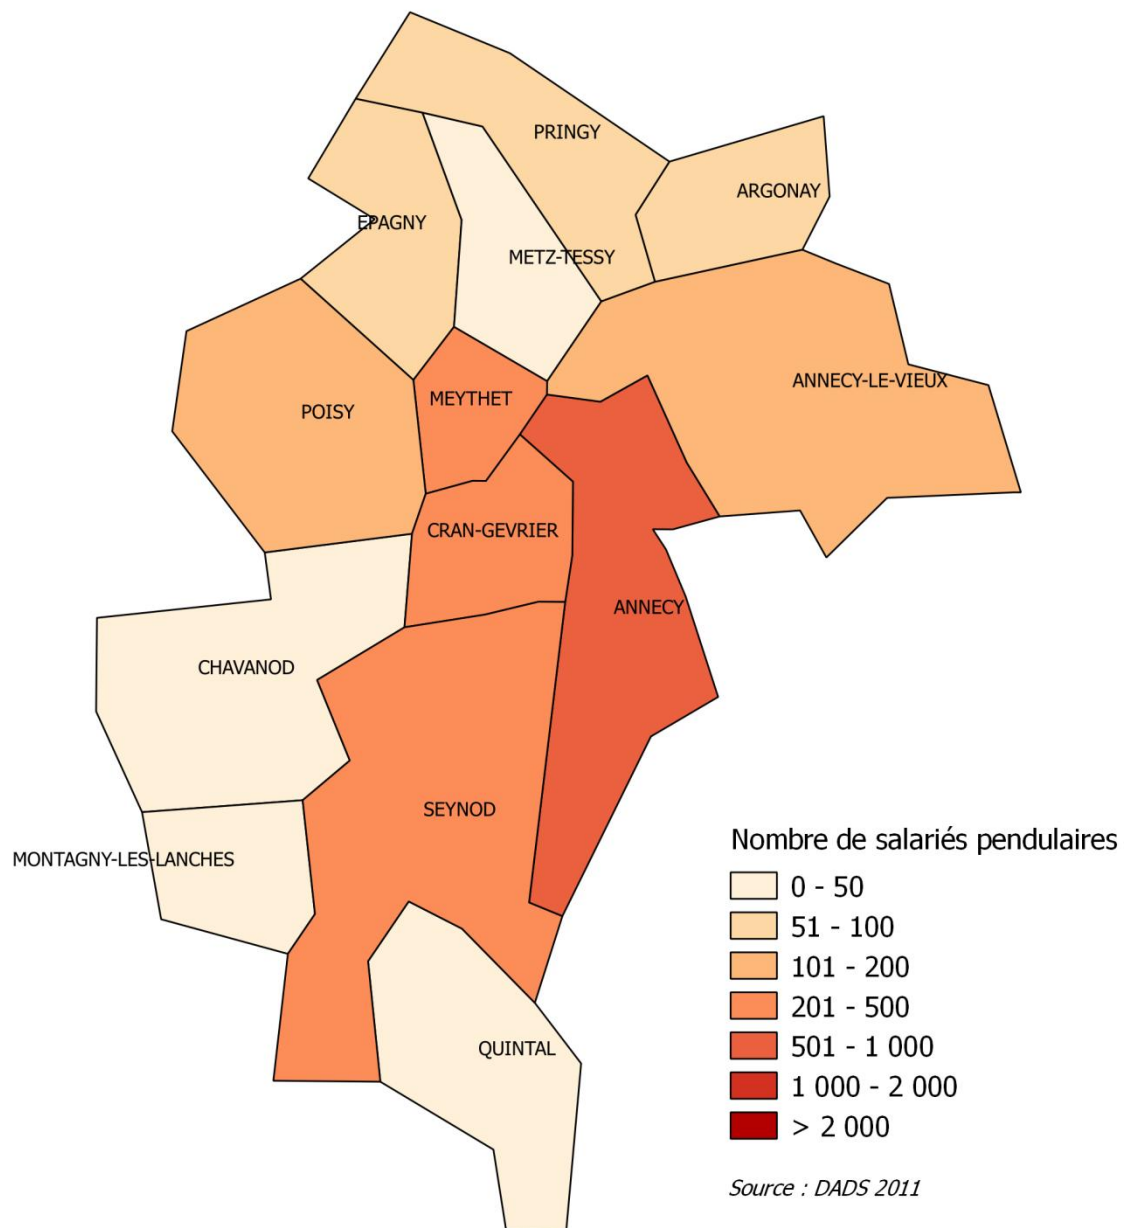 PRINGY
ARGONAY
EPAGNY
METZ-TESSY
ANNECY-LE-VIEUX
MEYTHET
POISY
CRAN-GEVRIER
ANNECY
CHAVANOD
SEYNOD
MONTAGNY-LES-LANCHES
QUINTAL
Nombre de salariés pendulaires
0 - 50
51 - 100
101 - 200
201 - 500
501 - 1 000
1 000 - 2 000
> 2 000
Source : DADS 2011